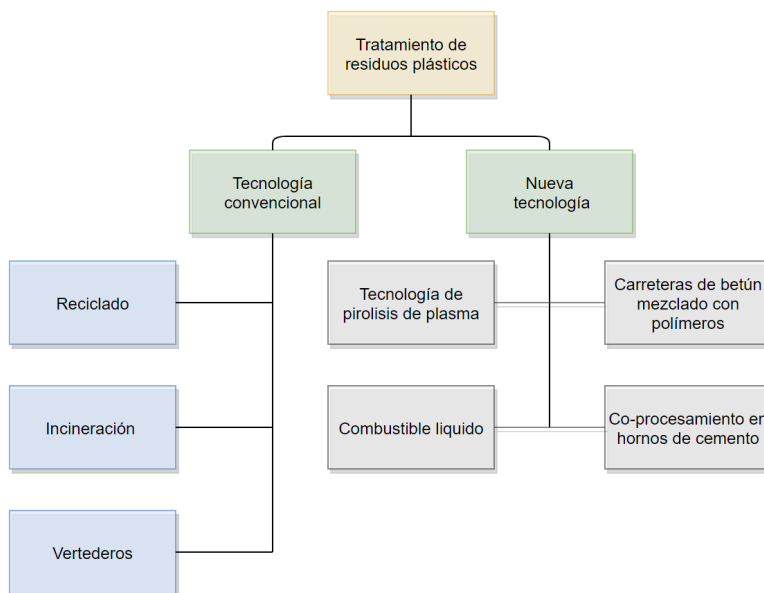 Tratamiento de
residuos plásticos
Tecnología
convencional
Nueva
tecnología
Reciclado
Tecnología de
pirolisis de plasma
Carreteras de betún
mezclado con
polímeros
Incineración
Combustible liquido
Co-procesamiento en
hornos de cemento
Vertederos